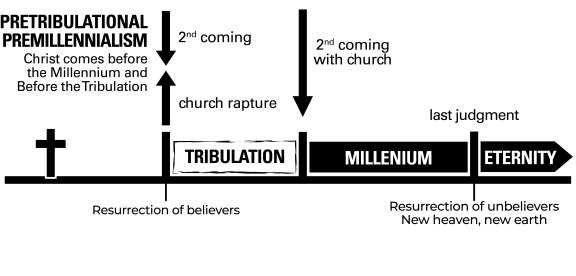 PRETRIBULATIONAL
PREMILLENNIALISM
Christ comes before
the Millennium and
Before the Tribulation
2nd coming
church rapture
2nd coming
with church
last judgment
TRIBULATION
MILLENIUM
ETERNITY
Resurrection of believers
Resurrection of unbelievers
New heaven, new earth